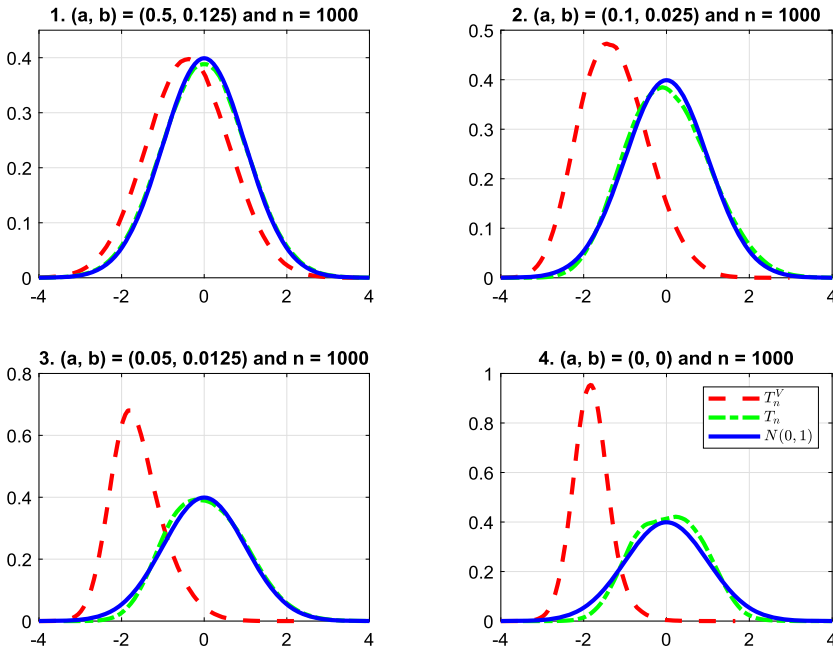 1. (a, b) = (0.5, 0.125) and n = 1000
0.4
0.3
0.2
0.1
0
-4 -2 0 2 4
2. (a, b) = (0.1, 0.025) and n = 1000
0.5
0.4
0.3
0.2
0.1
0
-4 -2 0 2 4
3. (a, b) = (0.05, 0.0125) and n = 1000
0.8
0.6
0.4
0.2
0
-4 -2 0 2 4
4. (a, b) = (0, 0) and n = 1000
1
0.8
0.6
0.4
0.2
0
-4 -2 0 2 4
$T_n^V$
$T_n$
$N(0, 1)$